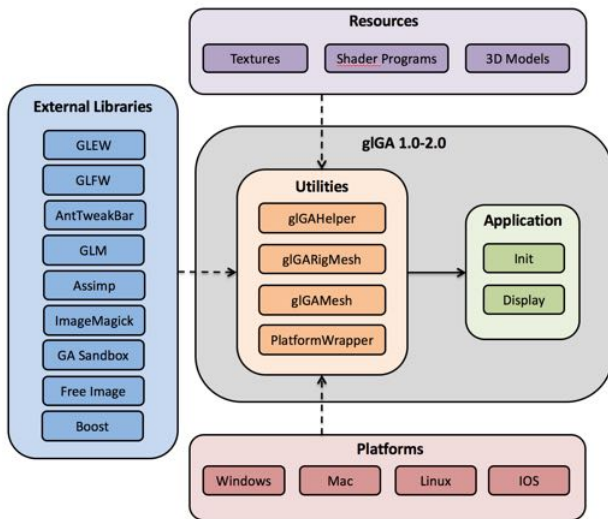 Resources
Textures
Shader Programs
3D Models
External Libraries
GLEW
GLFW
AntTweakBar
GLM
Assimp
ImageMagick
GA Sandbox
Free Image
Boost
glGA 1.0-2.0
Utilities
glGAHelper
glGARigMesh
glGAMesh
PlatformWrapper
Application
Init
Display
Platforms
Windows
Mac
Linux
IOS